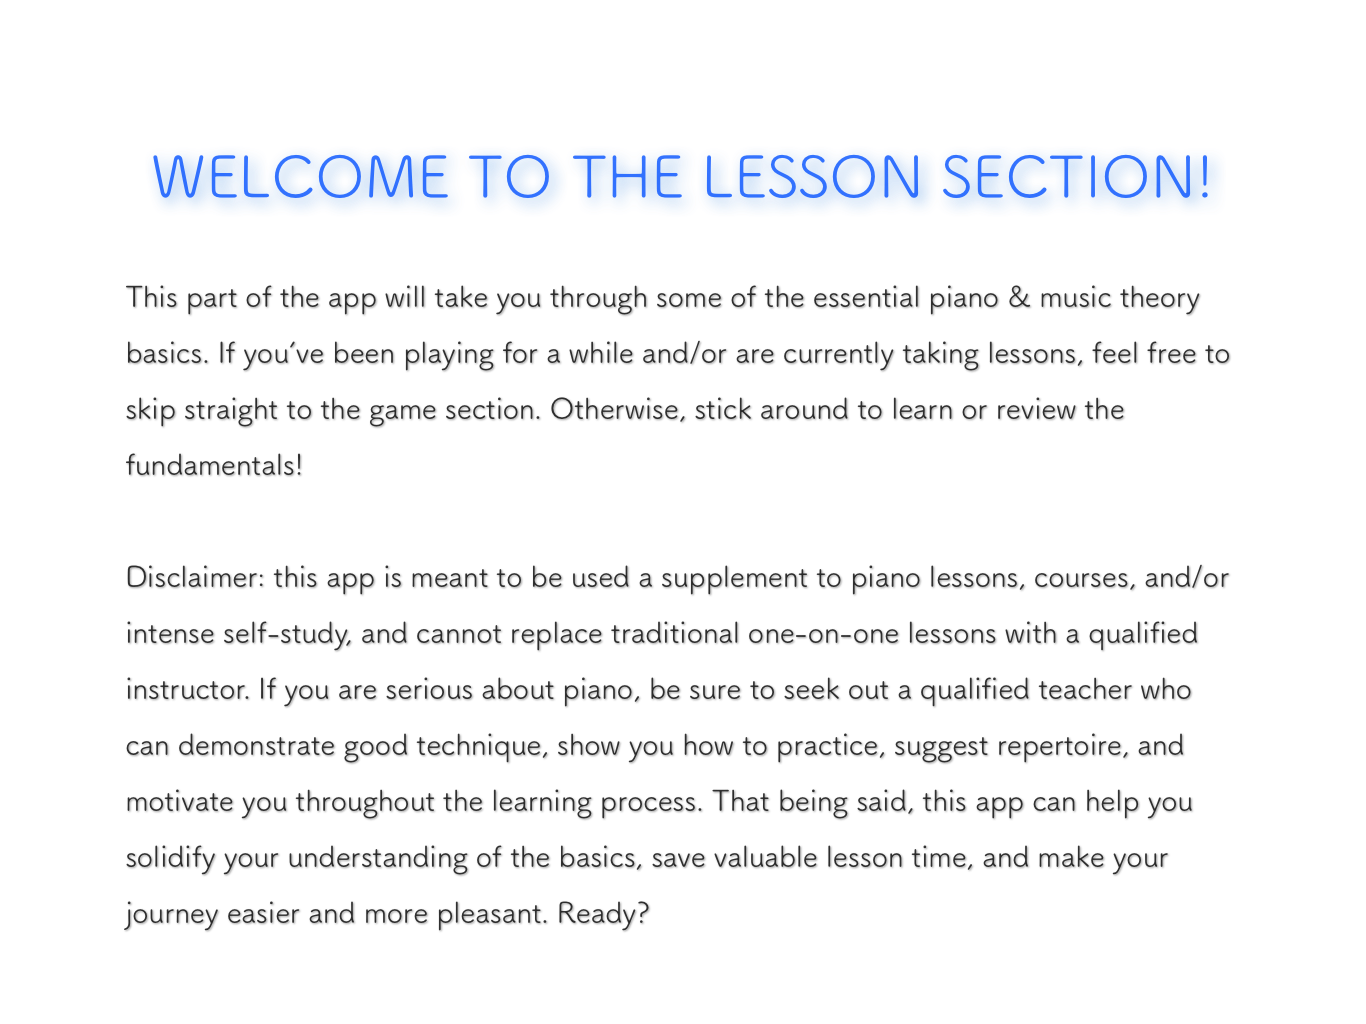 WELCOME TO THE LESSON SECTION!
This part of the app will take you through some of the essential piano & music theory
basics. If you’ve been playing for a while and/or are currently taking lessons, feel free to
skip straight to the game section. Otherwise, stick around to learn or review the
fundamentals!
Disclaimer: this app is meant to be used a supplement to piano lessons, courses, and/or
intense self-study, and cannot replace traditional one-on-one lessons with a qualified
instructor. If you are serious about piano, be sure to seek out a qualified teacher who
can demonstrate good technique, show you how to practice, suggest repertoire, and
motivate you throughout the learning process. That being said, this app can help you
solidify your understanding of the basics, save valuable lesson time, and make your
journey easier and more pleasant. Ready?